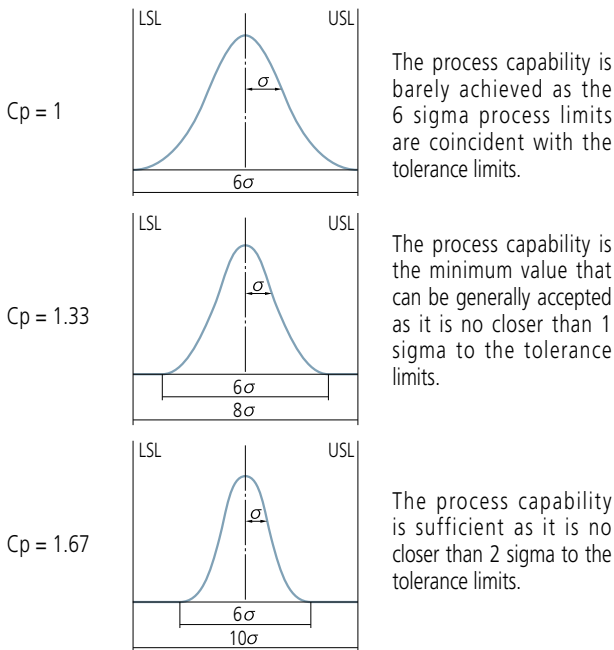 LSL
USL
Cp = 1
σ
6σ
The process capability is
barely achieved as the
6 sigma process limits
are coincident with the
tolerance limits.
LSL
USL
Cp = 1.33
σ
6σ
8σ
The process capability is
the minimum value that
can be generally accepted
as it is no closer than 1
sigma to the tolerance
limits.
LSL
USL
Cp = 1.67
σ
6σ
10σ
The process capability
is sufficient as it is no
closer than 2 sigma to the
tolerance limits.